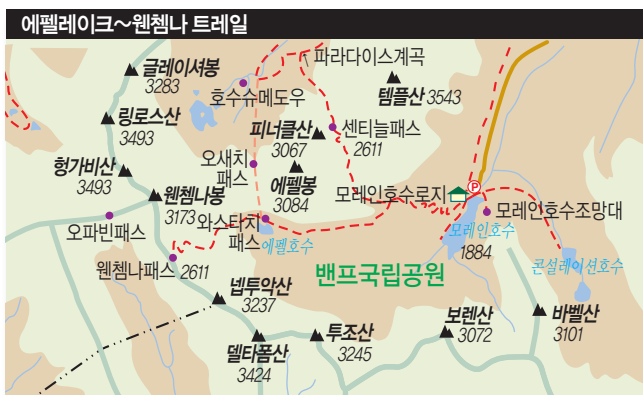 에펠레이크~웬쳄나 트레일
글레이셔봉
3283
파라다이스계곡
호수슈메도우
템플산 3543
링로스산
3493
피너클산
3067
센티늘패스
2611
오새치
패스
헝가비산
3493
에펠봉
3084
모레인호수로지
P
웬쳄나봉
3173
와스타치
패스
에펠호수
모레인호수조망대
모레인호수
1884
오파빈패스
웬쳄나패스 2611
밴프국립공원
콘설레이션호수
넵투악산
3237
델타폼산
3424
투조산
3245
보렌산
3072
바벨산
3101